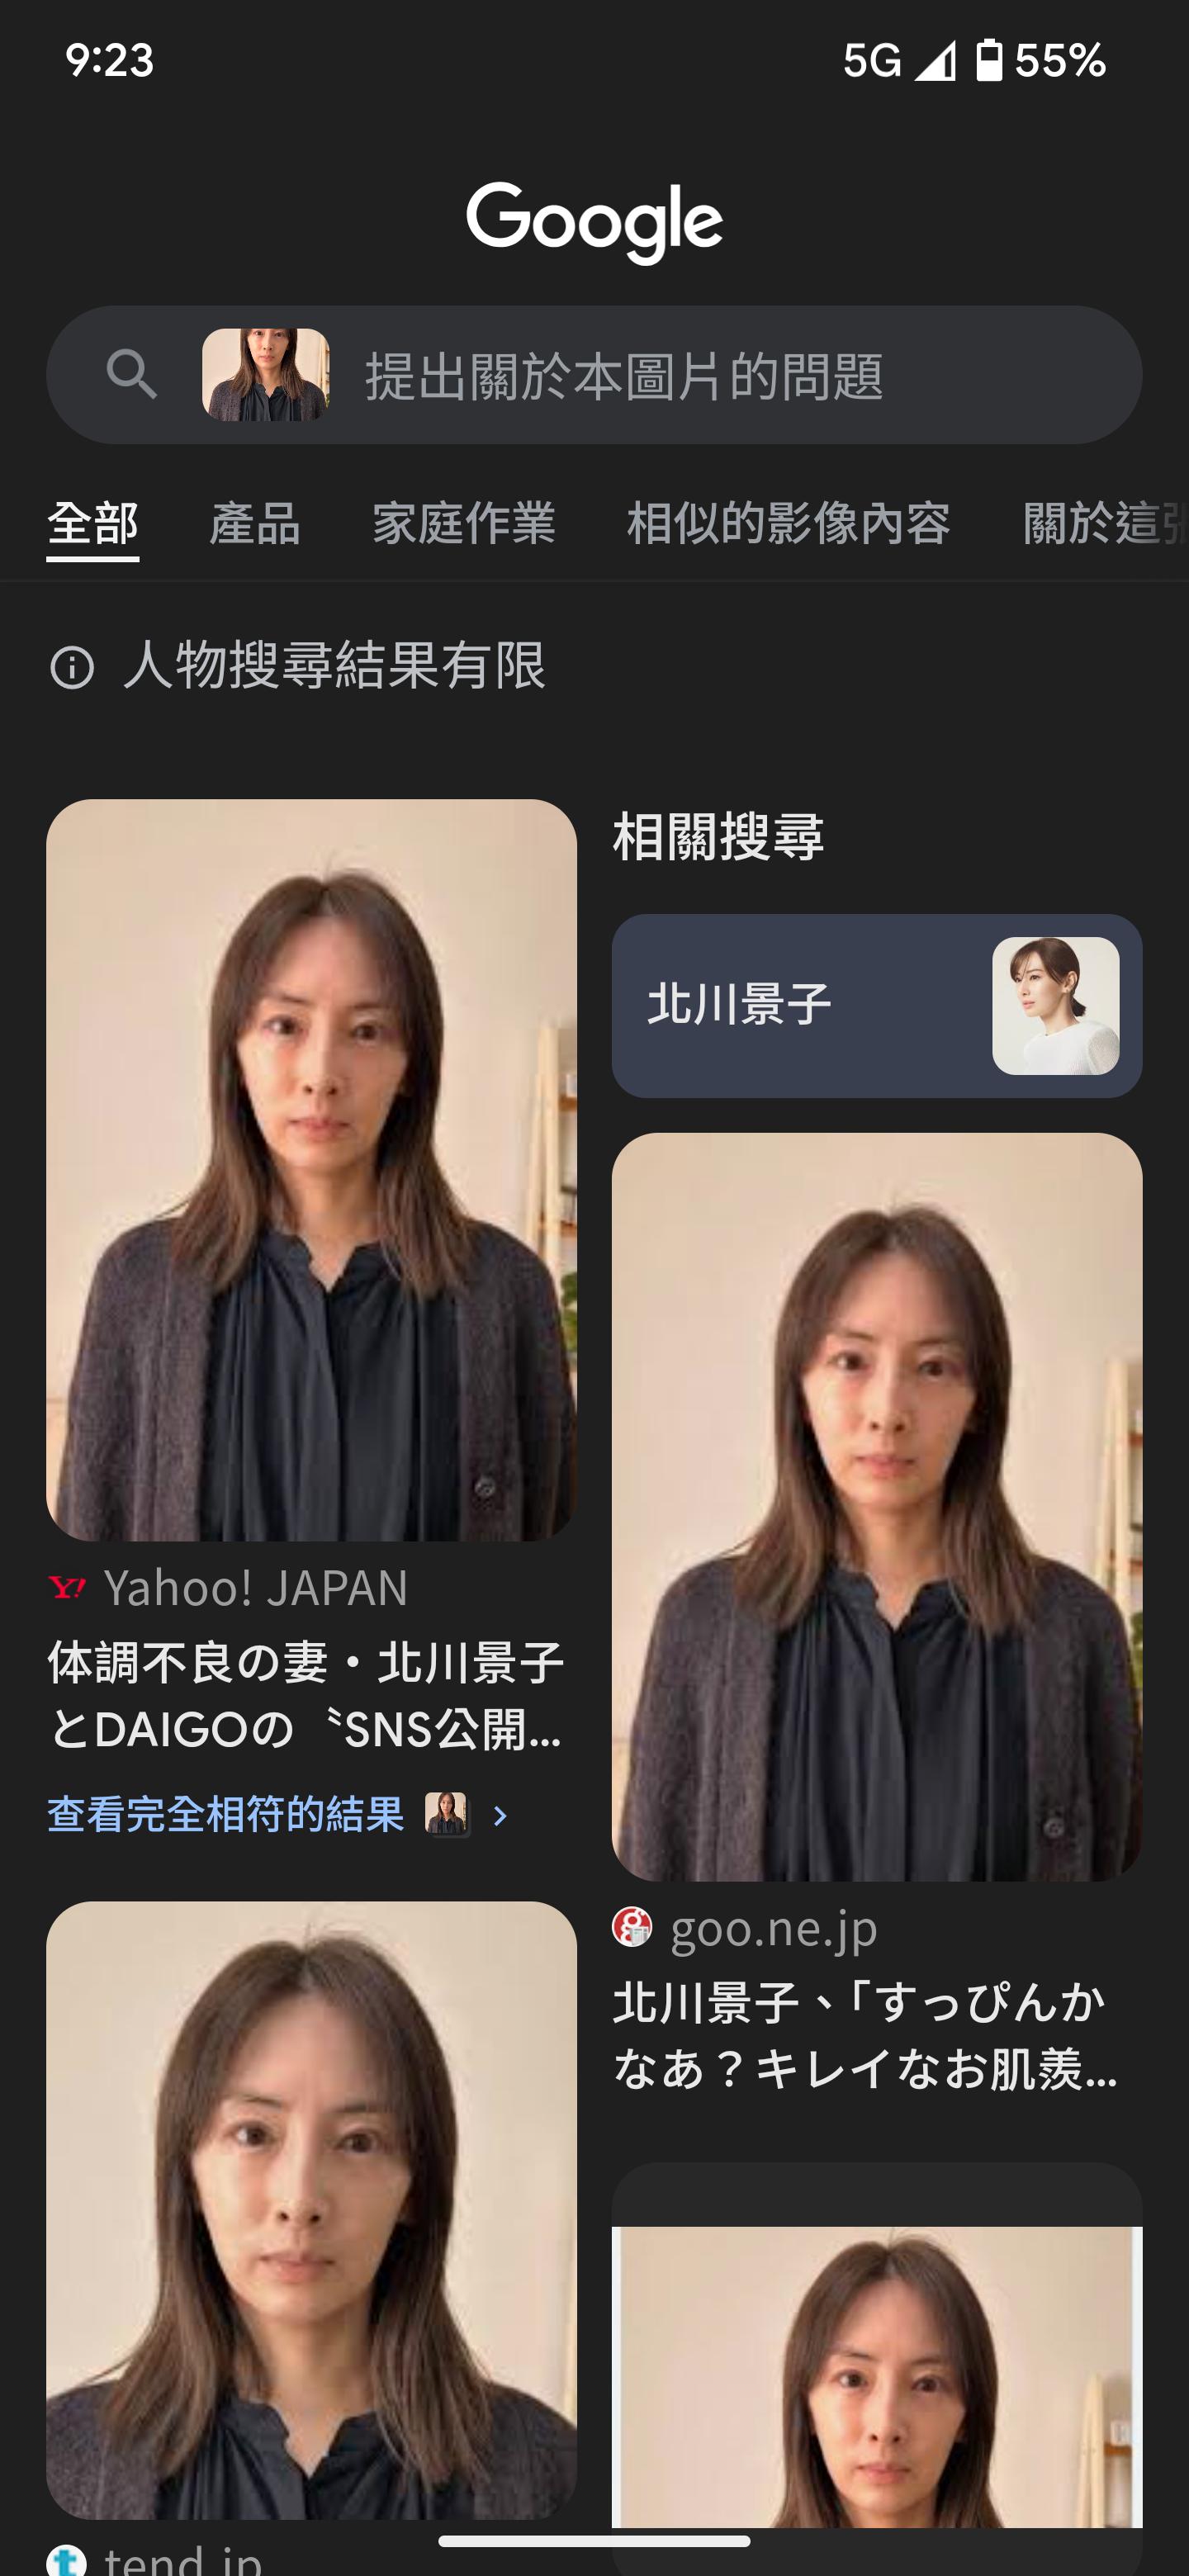 9:23
5G 55%
Google
提出關於本圖片的問題
全部 產品 家庭作業 相似的影像內容 關於這張
人物搜尋結果有限
Yahoo! JAPAN
体調不良の妻・北川景子
とDAIGOの〝SNS公開...
查看完全相符的結果
tend.jp
相關搜尋
北川景子
goo.ne.jp
北川景子、「すっぴんか
なあ？キレイなお肌羨...